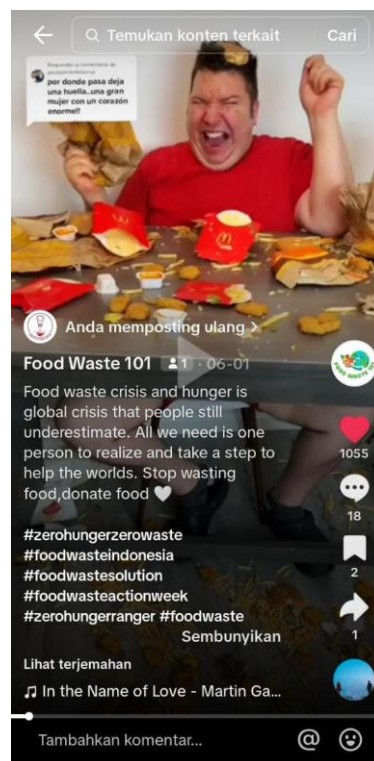 Temukan konten terkait
Cari
por donde pasa deja
una huella..una gran
mujer con un corazón
enorme!!
Anda memposting ulang >
Food Waste 101 1 · 06-01
Food waste crisis and hunger is
global crisis that people still
underestimate. All we need is one
person to realize and take a step to
help the worlds. Stop wasting
food,donate food 🤍
#zerohungerzerowaste
#foodwasteindonesia
#foodwastesolution
#foodwasteactionweek
#zerohungerranger #foodwaste
Sembunyikan
Lihat terjemahan
In the Name of Love - Martin Ga...
FOOD WASTE 101
1055
18
2
1
Tambahkan komentar...